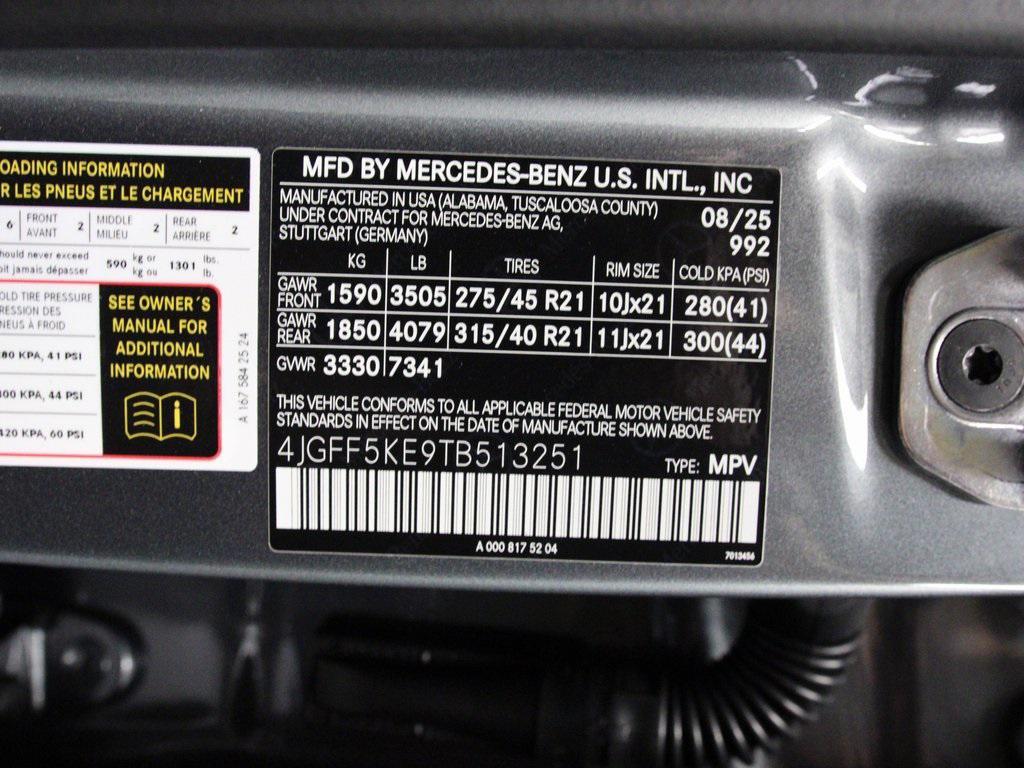 OADING INFORMATION
R LES PNEUS ET LE CHARGEMENT
6 FRONT AVANT 2 MIDDLE MILIEU 2 REAR ARRIÈRE 2
hould never exceed
oit jamais dépasser 590 kg or kg ou 1301 lbs. lb.
OLD TIRE PRESSURE
RESSION DES
NEUS À FROID
80 KPA, 41 PSI
00 KPA, 44 PSI
420 KPA, 60 PSI
SEE OWNER´S
MANUAL FOR
ADDITIONAL
INFORMATION
A 167 584 25 24
MFD BY MERCEDES-BENZ U.S. INTL., INC
MANUFACTURED IN USA (ALABAMA, TUSCALOOSA COUNTY)
UNDER CONTRACT FOR MERCEDES-BENZ AG,
STUTTGART (GERMANY)
08/25
992
KG LB TIRES RIM SIZE COLD KPA (PSI)
GAWR FRONT 1590 3505 275/45 R21 10Jx21 280(41)
GAWR REAR 1850 4079 315/40 R21 11Jx21 300(44)
GVWR 3330 7341
THIS VEHICLE CONFORMS TO ALL APPLICABLE FEDERAL MOTOR VEHICLE SAFETY
STANDARDS IN EFFECT ON THE DATE OF MANUFACTURE SHOWN ABOVE.
4JGFF5KE9TB513251 TYPE: MPV
A 000 817 52 04
7013456